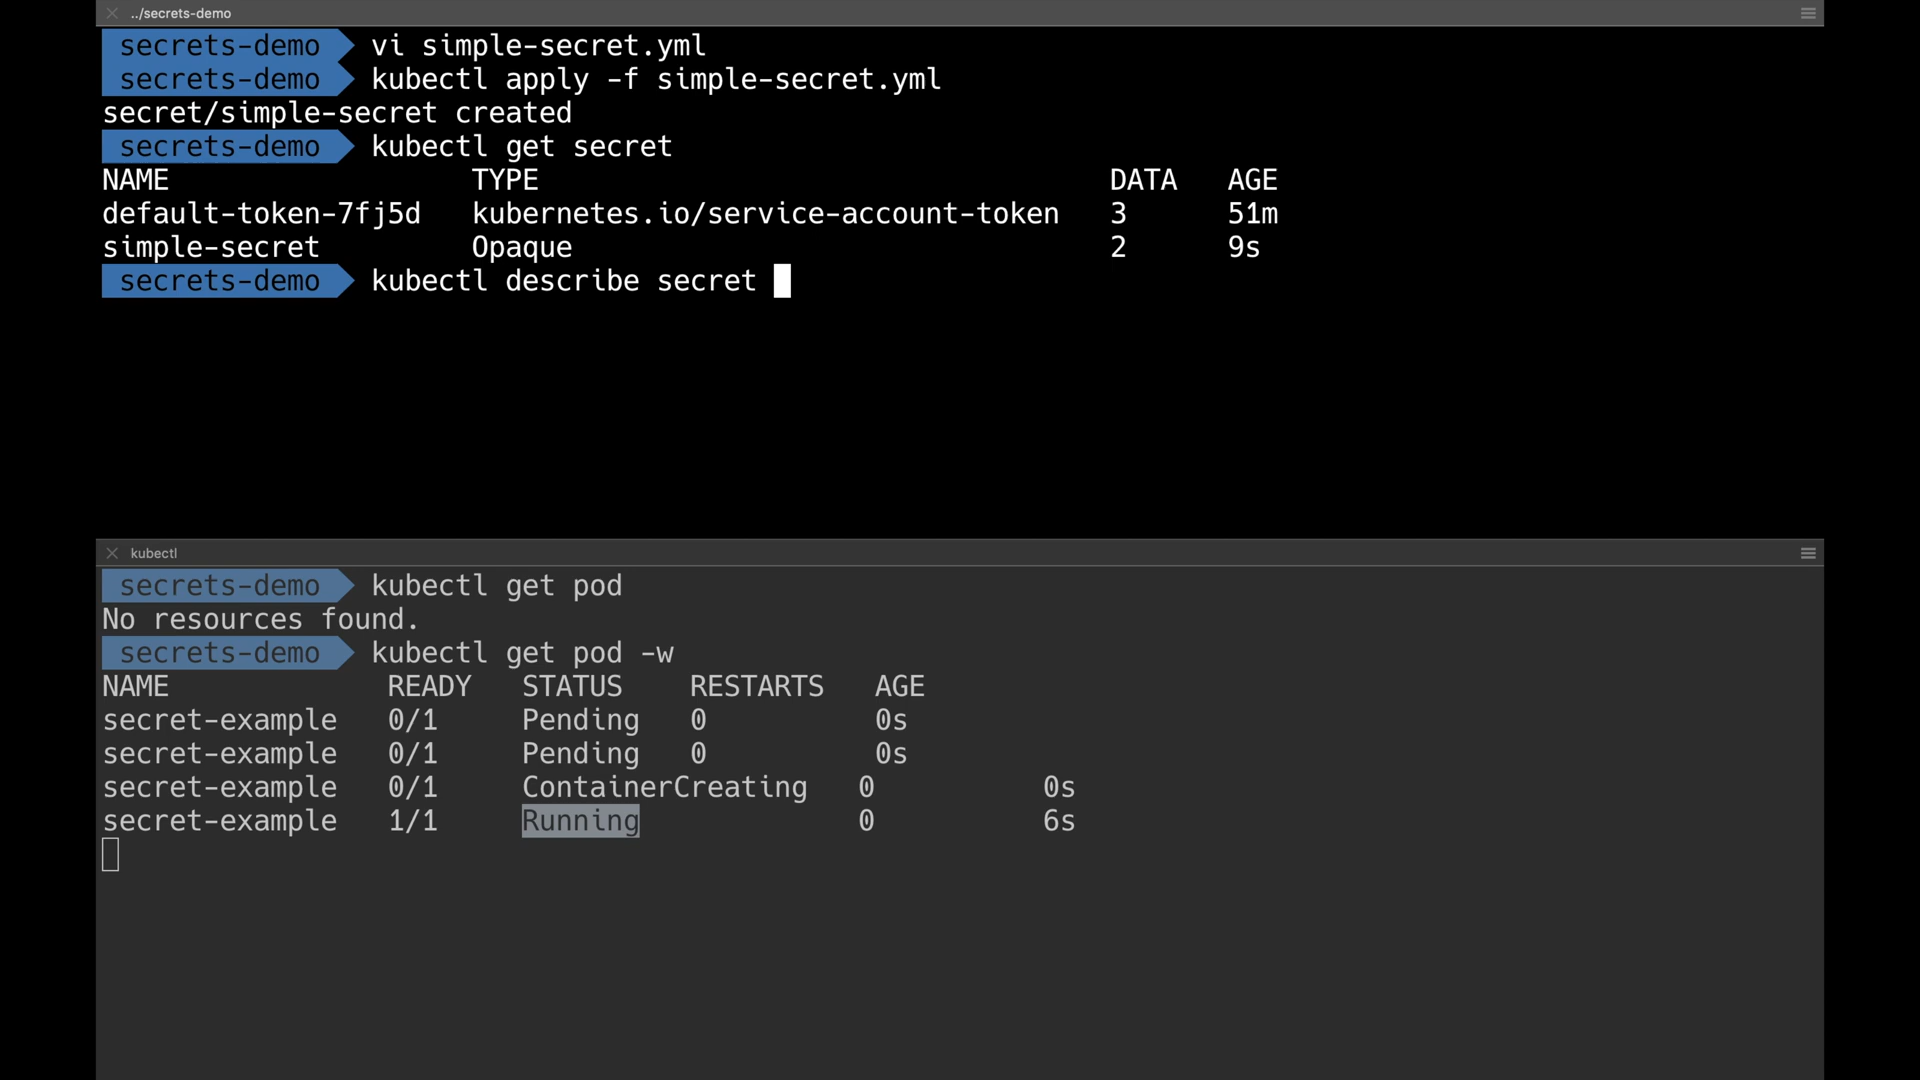 ../secrets-demo
secrets-demo vi simple-secret.yml
secrets-demo kubectl apply -f simple-secret.yml
secret/simple-secret created
secrets-demo kubectl get secret
NAME TYPE DATA AGE
default-token-7fj5d kubernetes.io/service-account-token 3 51m
simple-secret Opaque 2 9s
secrets-demo kubectl describe secret
kubectl
secrets-demo kubectl get pod
No resources found.
secrets-demo kubectl get pod -w
NAME READY STATUS RESTARTS AGE
secret-example 0/1 Pending 0 0s
secret-example 0/1 Pending 0 0s
secret-example 0/1 ContainerCreating 0 0s
secret-example 1/1 Running 0 6s